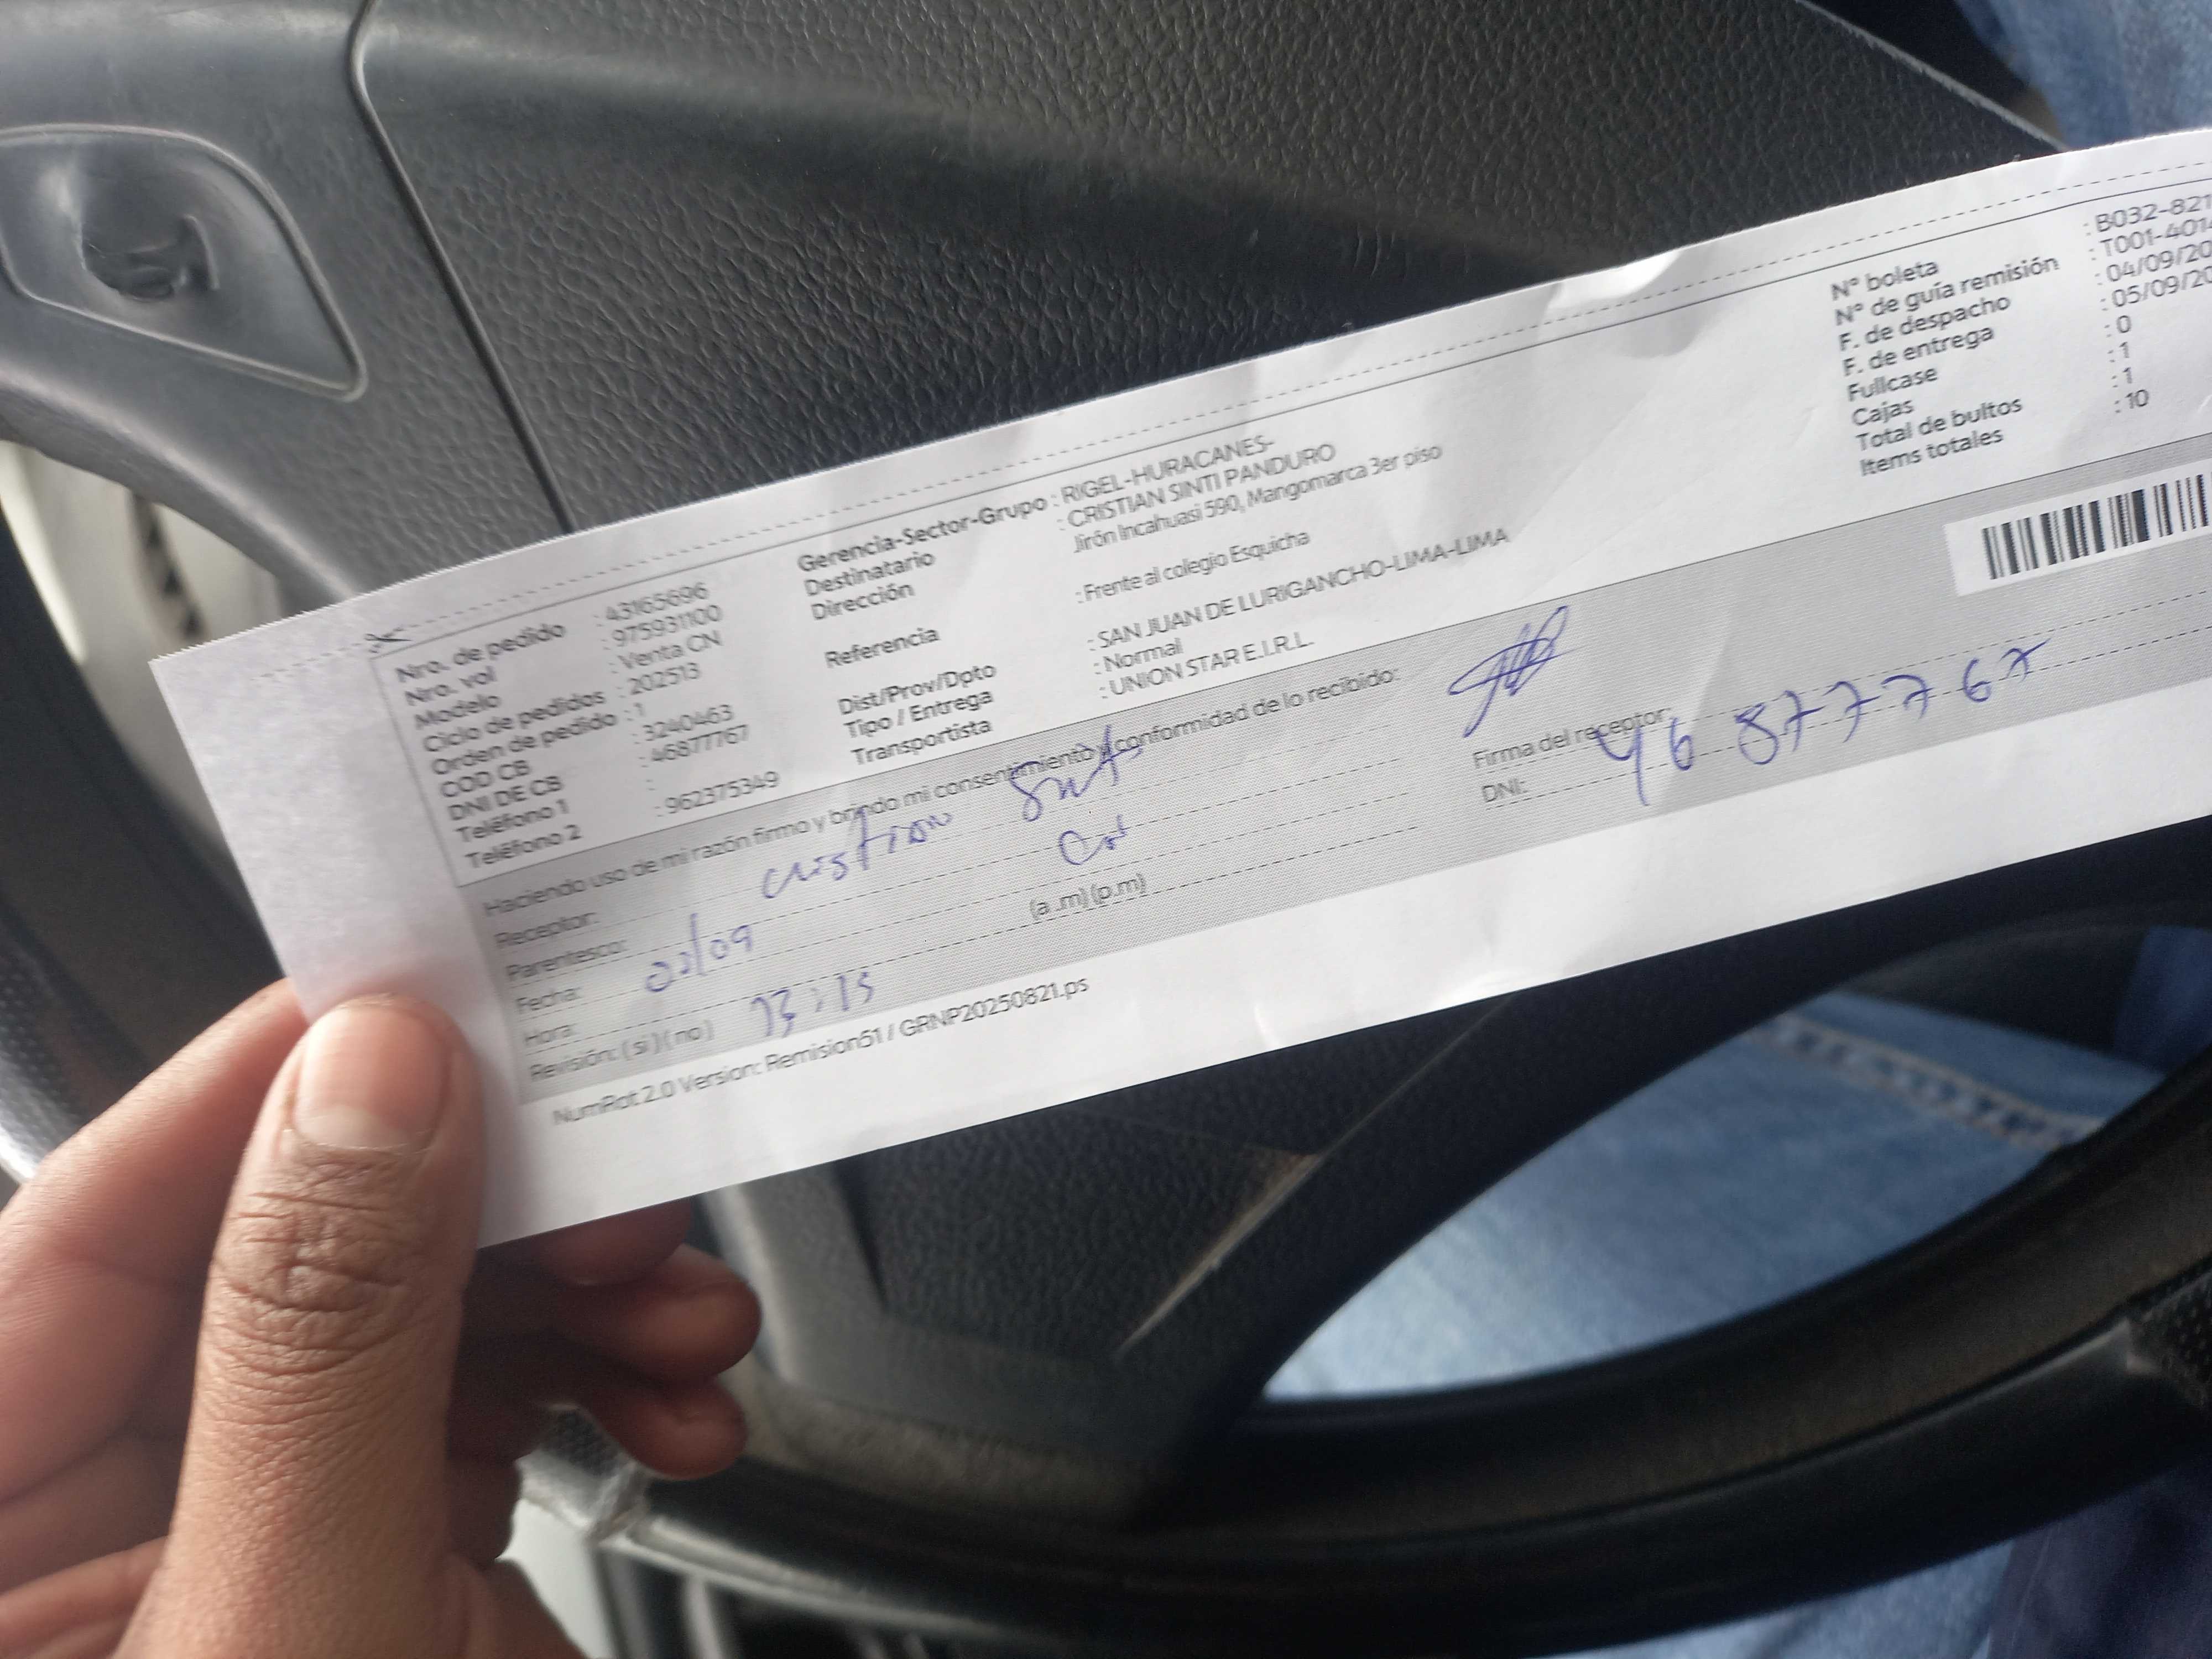 Nro. de pedido : 43165696
Nro. vol : 975931100
Modelo : Venta CN
Ciclo de pedidos : 202513
Orden de pedido : 1
COD CB : 3240463
DNI DE CB : 46877767
Teléfono 1 :
Teléfono 2 : 962375349
Gerencia-Sector-Grupo : RIGEL-HURACANES-
Destinatario : CRISTIAN SINTI PANDURO
Dirección Jirón Incahuasi 590, Mangomarca 3er piso
Referencia : Frente al colegio Esquicha
Dist/Prov/Dpto : SAN JUAN DE LURIGANCHO-LIMA-LIMA
Tipo / Entrega : Normal
Transportista : UNION STAR E.I.R.L.
N° boleta : B032-821
N° de guía remisión : T001-401
F. de despacho : 04/09/20
F. de entrega : 05/09/20
Fullcase : 0
Cajas : 1
Total de bultos : 1
Items totales : 10
Haciendo uso de mi razón firmo y brindo mi consentimiento y conformidad de lo recibido:
Receptor: cristian
Parentesco:
Fecha: /09
Hora: 13:15 (a .m) (p.m)
Revisión: ( si ) ( no )
Firma del receptor:
DNI: 46877767
NumRot 2.0 Version: Remision51 / GRNP20250821.ps